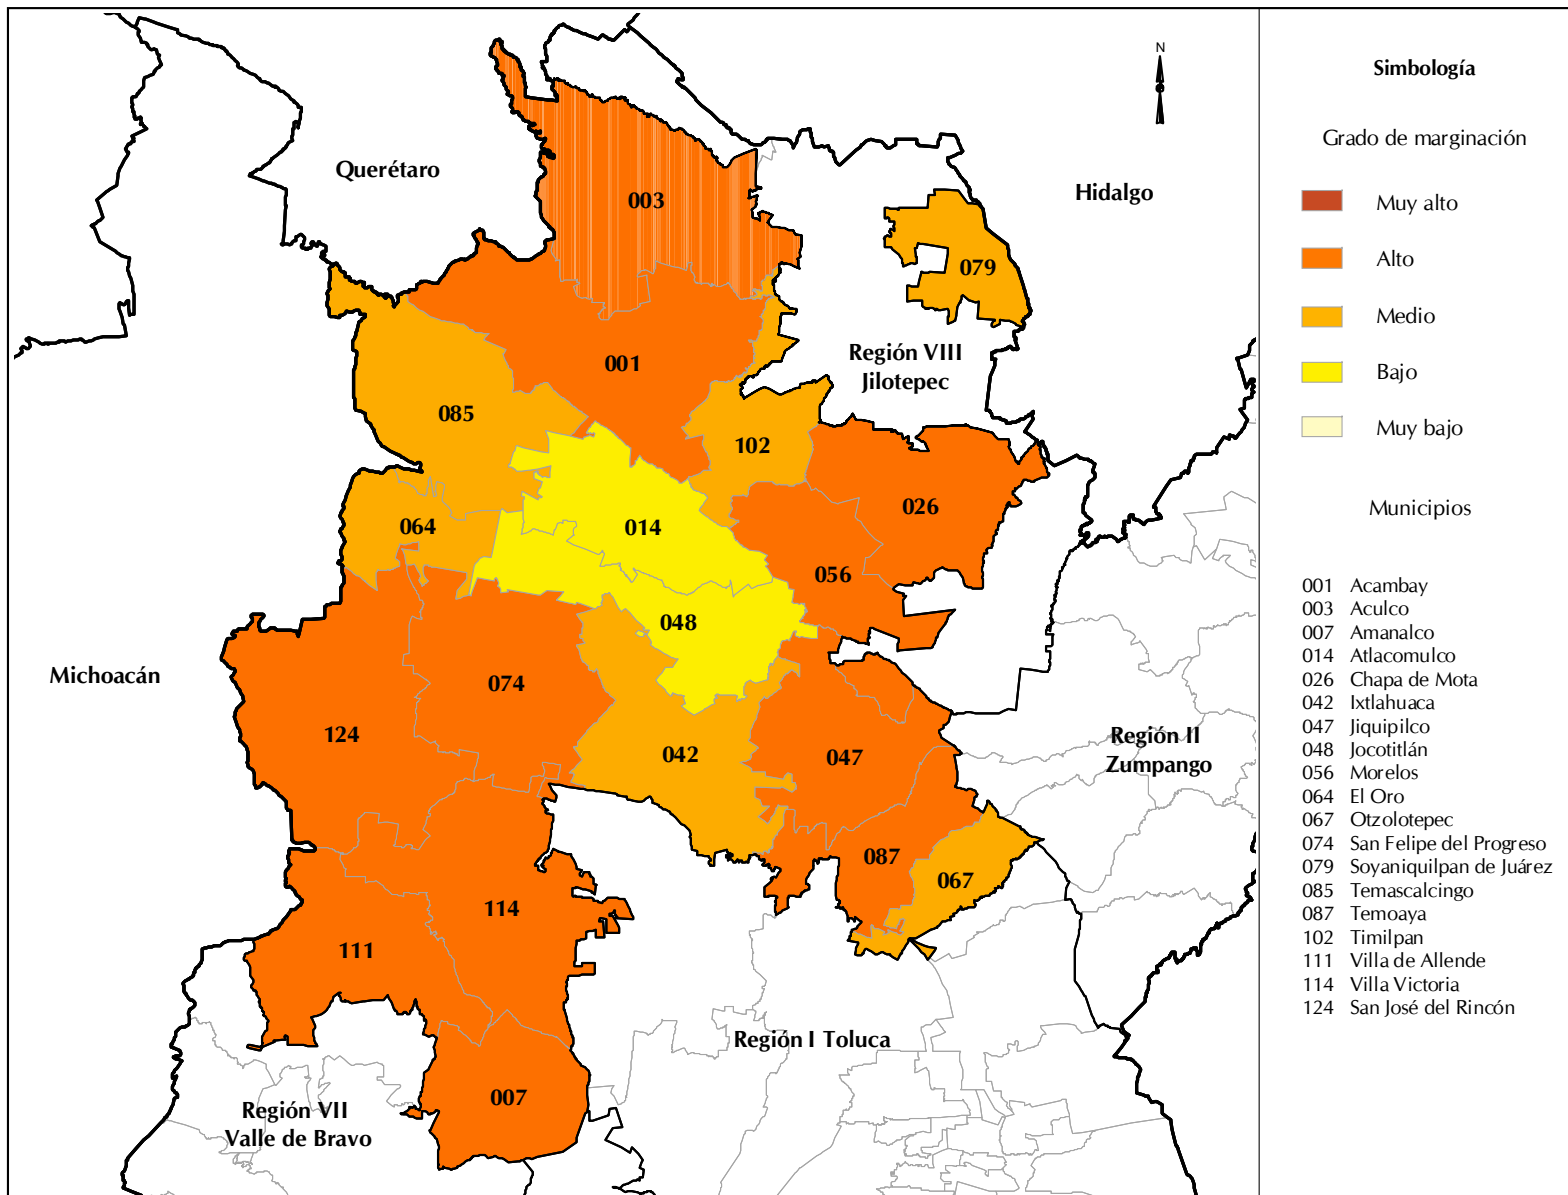 N
Querétaro
Hidalgo
003
079
001
Región VIII
Jilotepec
085
102
026
064
014
056
048
Michoacán
074
124
042
047
Región II
Zumpango
087
067
114
111
Región I Toluca
007
Región VII
Valle de Bravo
Simbología
Grado de marginación
Muy alto
Alto
Medio
Bajo
Muy bajo
Municipios
001 Acambay
003 Aculco
007 Amanalco
014 Atlacomulco
026 Chapa de Mota
042 Ixtlahuaca
047 Jiquipilco
048 Jocotitlán
056 Morelos
064 El Oro
067 Otzolotepec
074 San Felipe del Progreso
079 Soyaniquilpan de Juárez
085 Temascalcingo
087 Temoaya
102 Timilpan
111 Villa de Allende
114 Villa Victoria
124 San José del Rincón